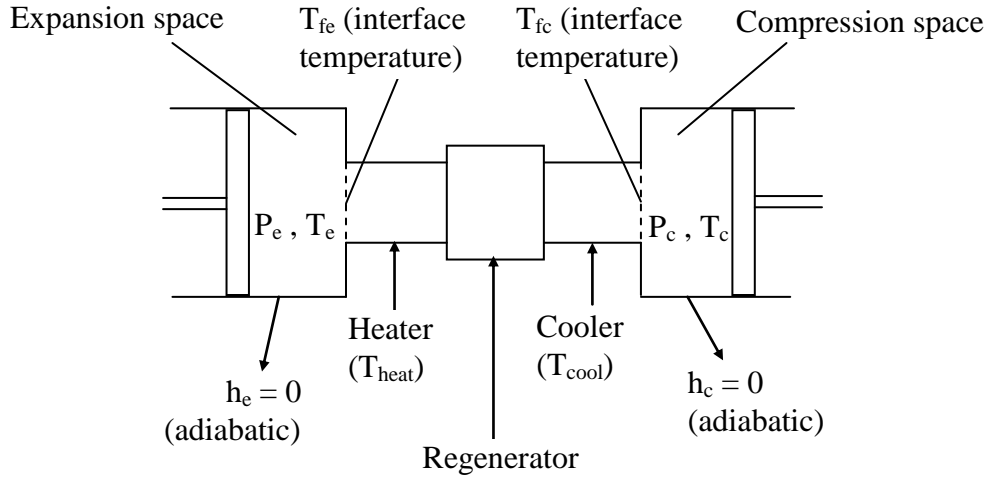 Expansion space
T_fe (interface
temperature)
T_fc (interface
temperature)
Compression space
P_e , T_e
P_c , T_c
Heater
(T_heat)
Cooler
(T_cool)
h_e = 0
(adiabatic)
h_c = 0
(adiabatic)
Regenerator